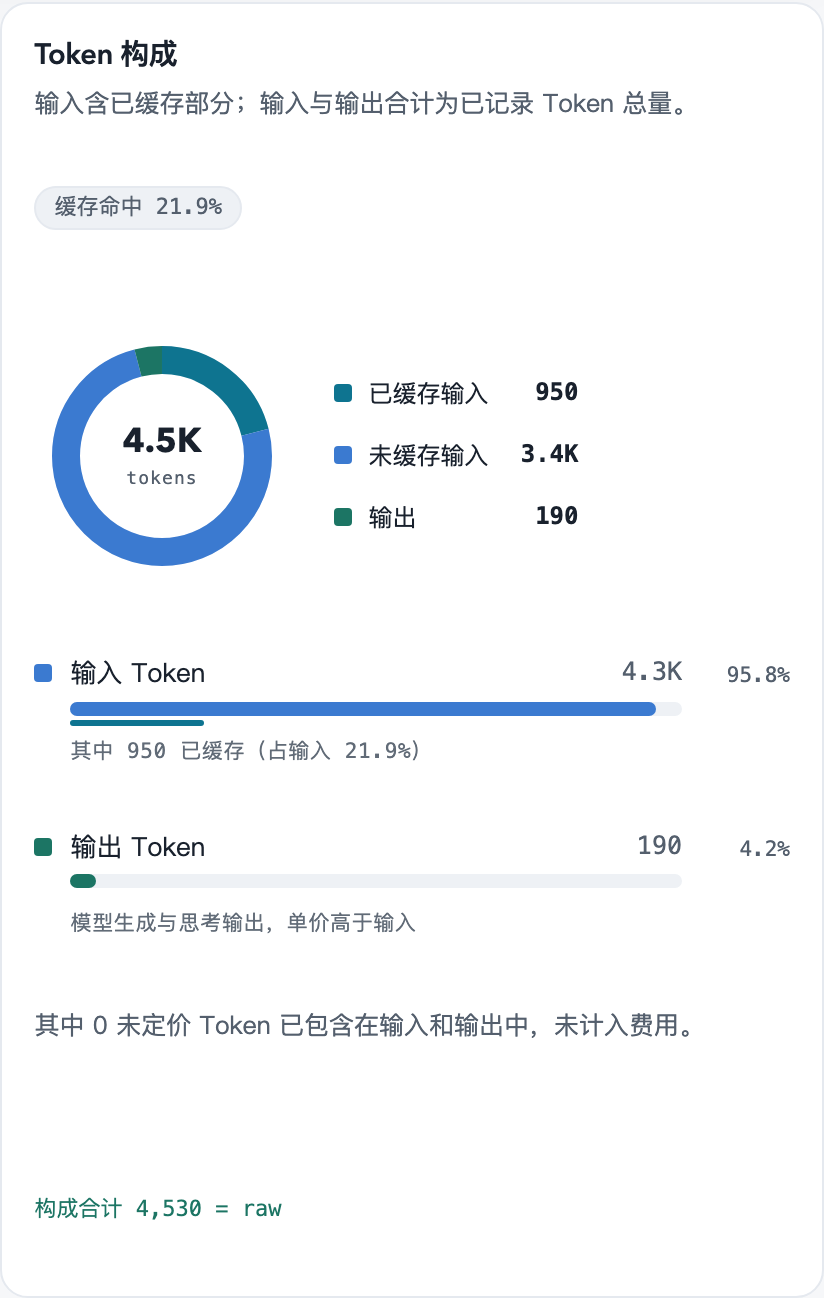 Token 构成
输入含已缓存部分；输入与输出合计为已记录 Token 总量。
缓存命中 21.9%
4.5K
tokens
已缓存输入 950
未缓存输入 3.4K
输出 190
输入 Token 4.3K 95.8%
其中 950 已缓存（占输入 21.9%）
输出 Token 190 4.2%
模型生成与思考输出，单价高于输入
其中 0 未定价 Token 已包含在输入和输出中，未计入费用。
构成合计 4,530 = raw